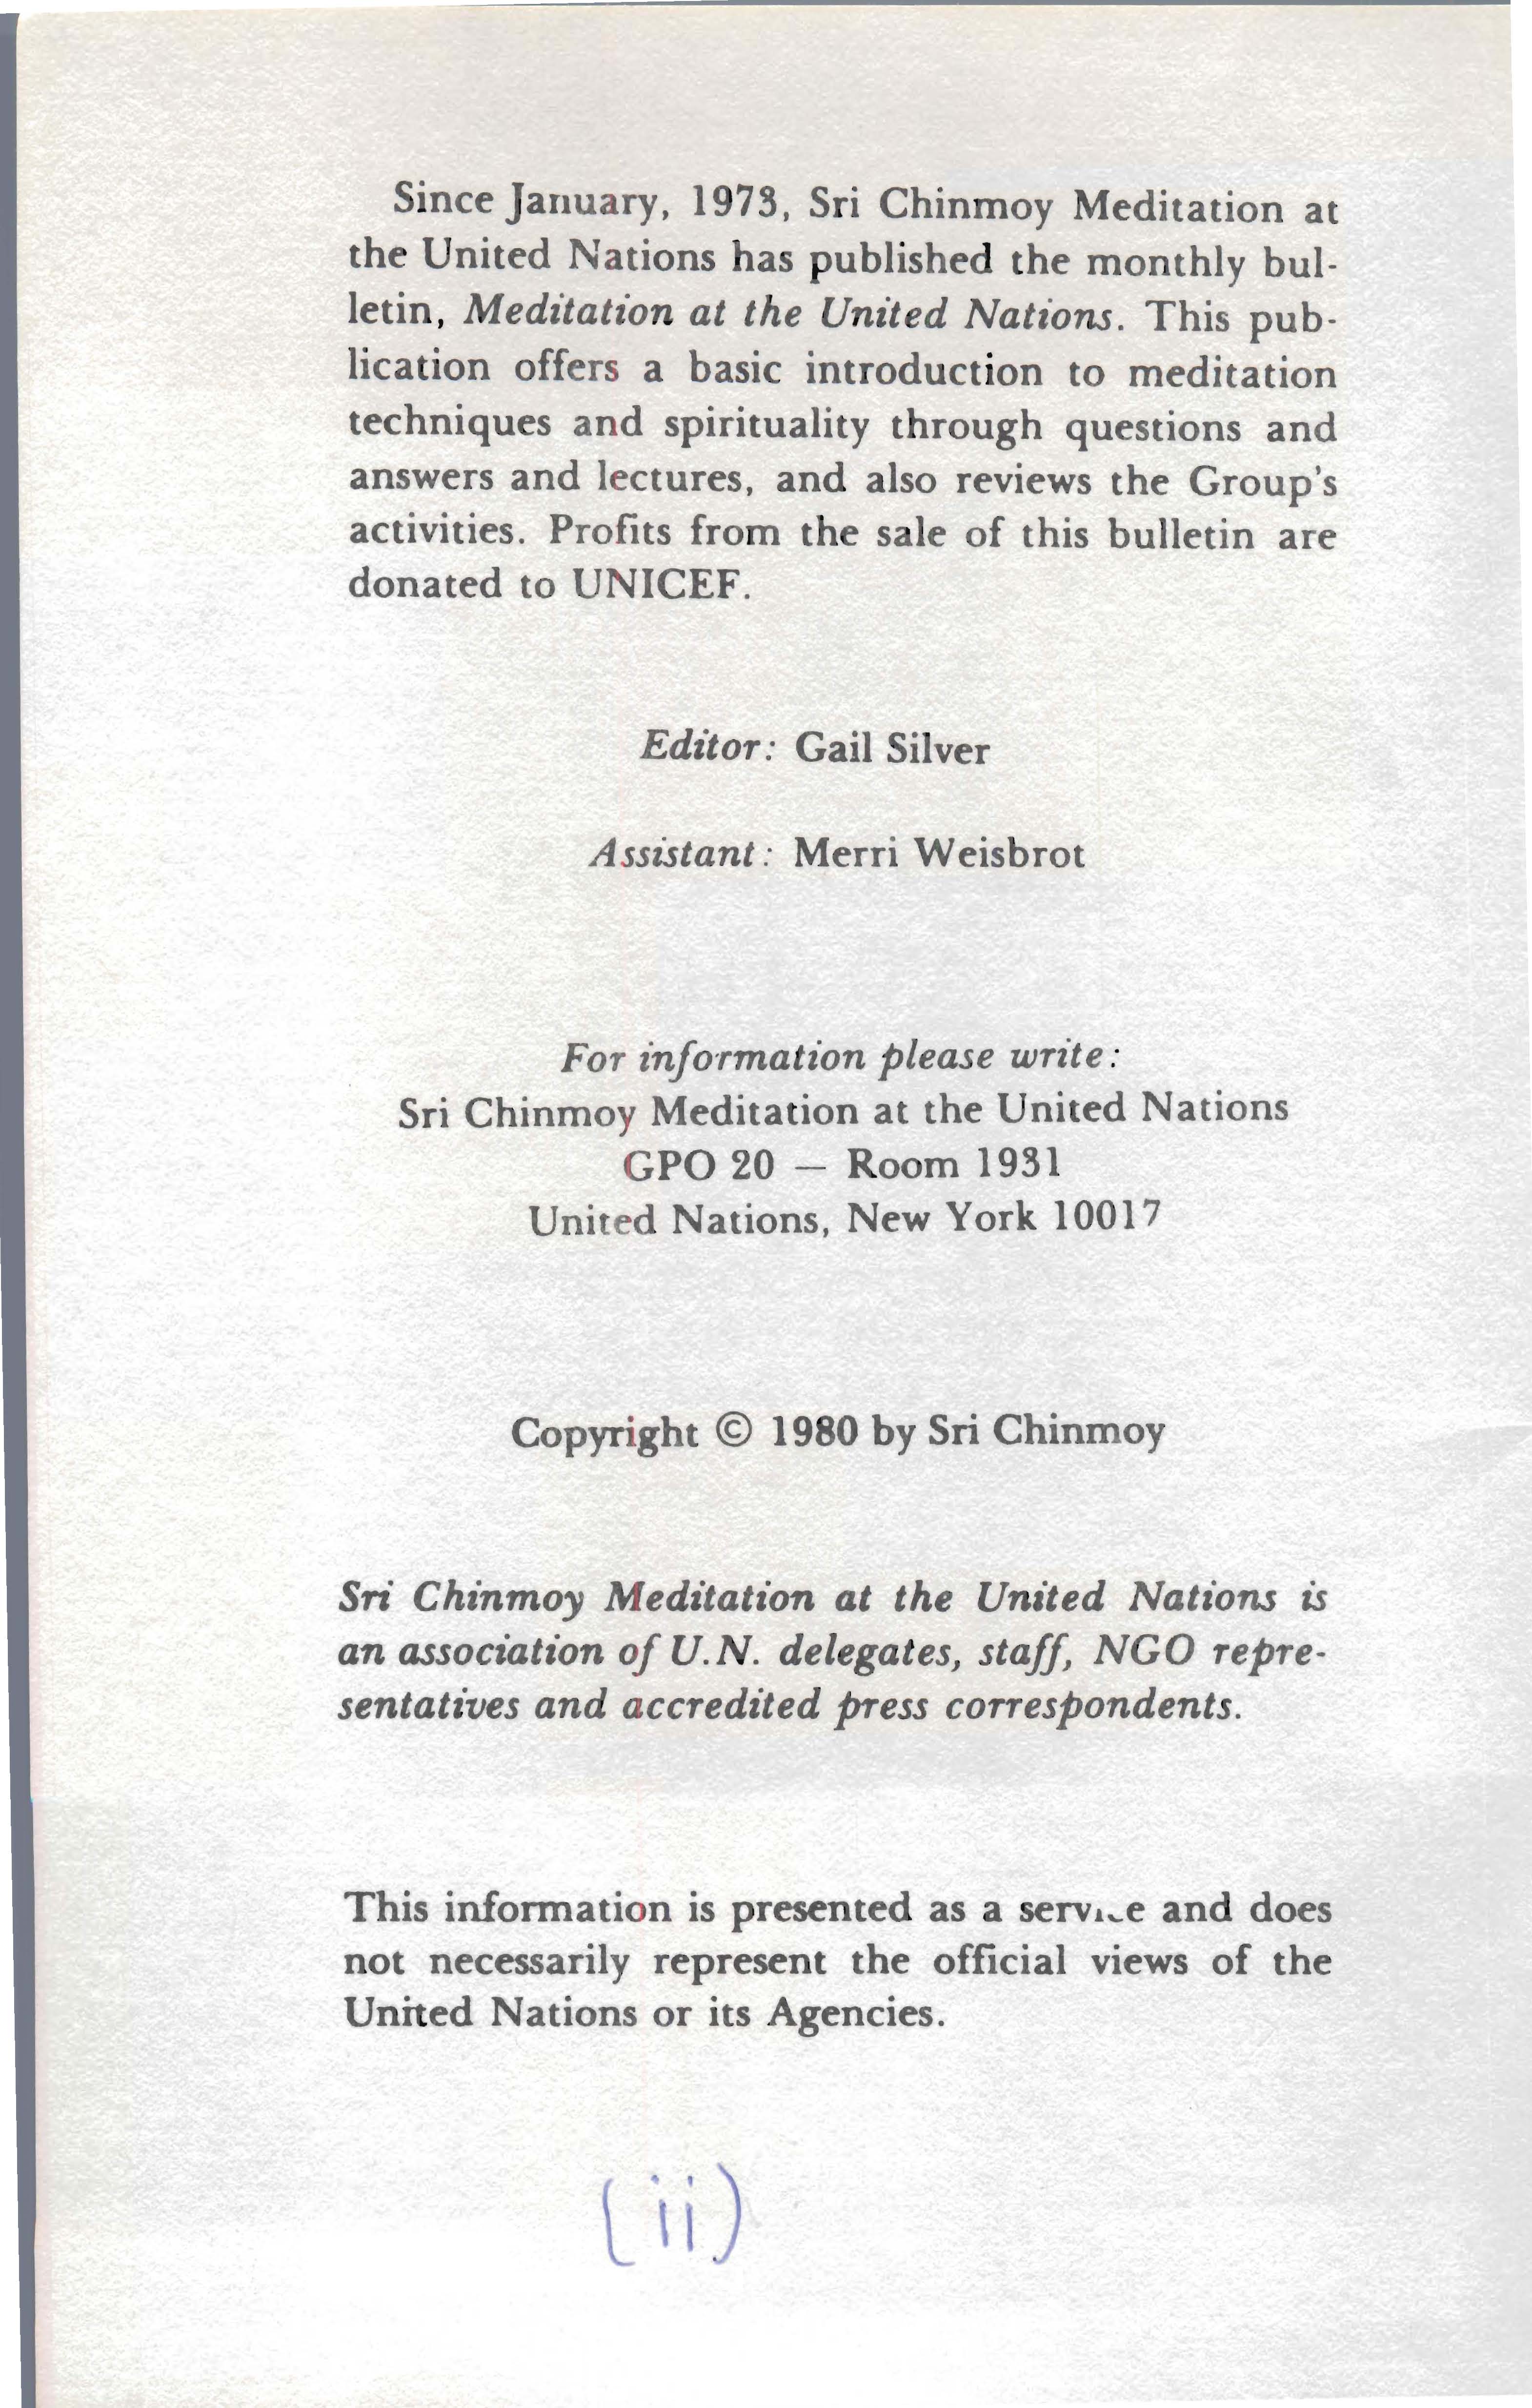 Since January, 1973, Sri Chinmoy Meditation at
the United Nations has published the monthly bul-
letin, Meditation at the United Nations. This pub-
lication offers a basic introduction to meditation
techniques and spirituality through questions and
answers and lectures, and also reviews the Group's
activities. Profits from the sale of this bulletin are
donated to UNICEF.
Editor: Gail Silver
Assistant: Merri Weisbrot
For information please write:
Sri Chinmoy Meditation at the United Nations
GPO 20 — Room 1931
United Nations, New York 10017
Copyright © 1980 by Sri Chinmoy
Sri Chinmoy Meditation at the United Nations is
an association of U.N. delegates, staff, NGO repre-
sentatives and accredited press correspondents.
This information is presented as a service and does
not necessarily represent the official views of the
United Nations or its Agencies.
(ii)